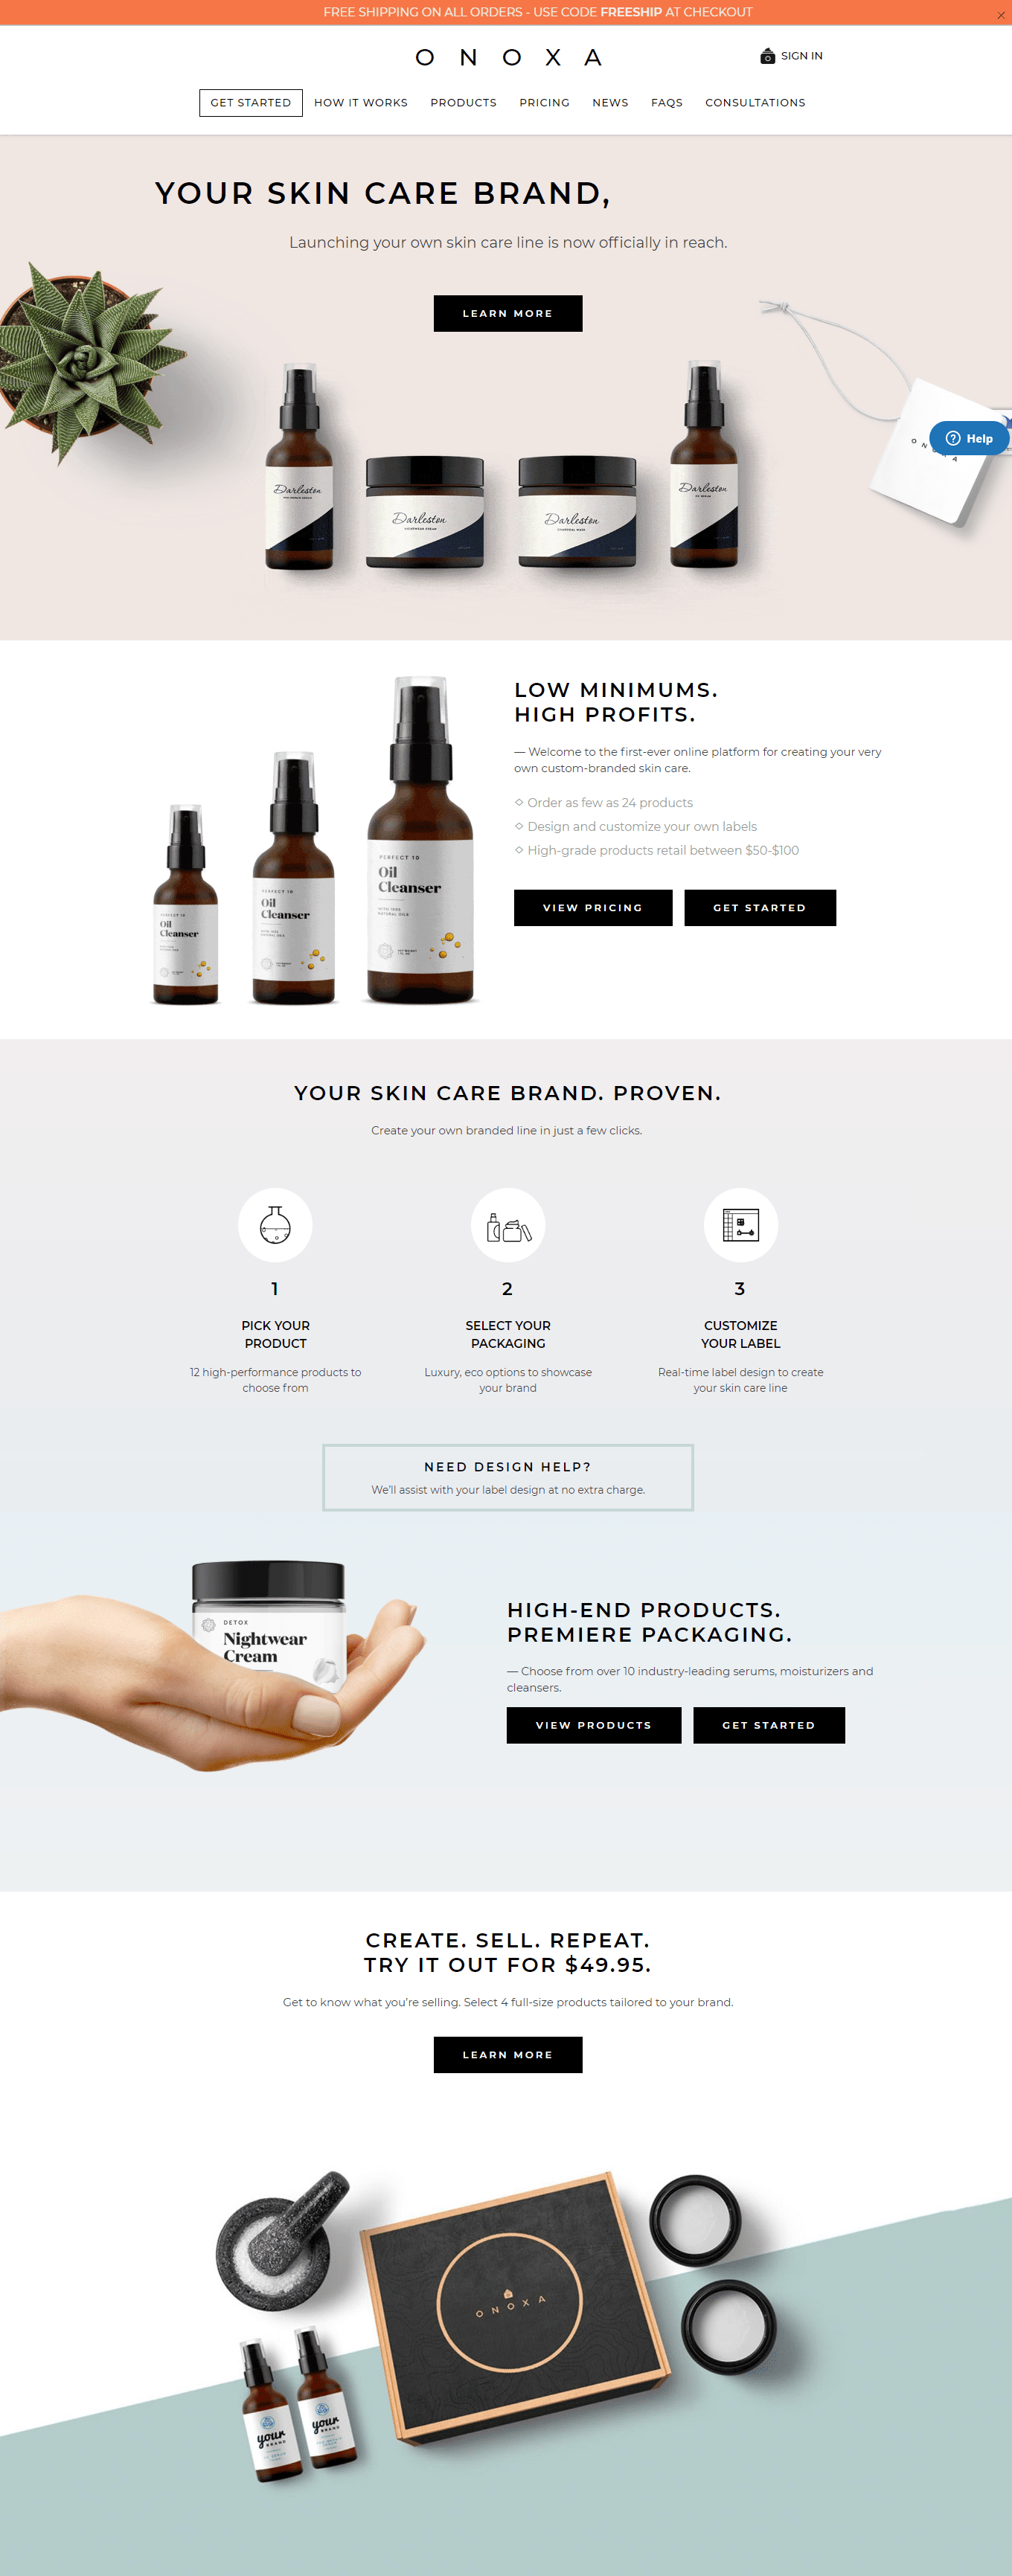 FREE SHIPPING ON ALL ORDERS - USE CODE FREESHIP AT CHECKOUT
O N O X A
SIGN IN
GET STARTED HOW IT WORKS PRODUCTS PRICING NEWS FAQS CONSULTATIONS
YOUR SKIN CARE BRAND,
Launching your own skin care line is now officially in reach.
LEARN MORE
Help
Darleston
Darleston
Darleston
Darleston
CHARCOAL MASK
LOW MINIMUMS.
HIGH PROFITS.
— Welcome to the first-ever online platform for creating your very
own custom-branded skin care.
Order as few as 24 products
Design and customize your own labels
High-grade products retail between $50-$100
VIEW PRICING GET STARTED
PERFECT 10
Oil
Cleanser
PERFECT 10
Oil
Cleanser
PERFECT 10
Oil
Cleanser
WITH 100%
NATURAL OILS
YOUR SKIN CARE BRAND. PROVEN.
Create your own branded line in just a few clicks.
1
PICK YOUR
PRODUCT
12 high-performance products to
choose from
2
SELECT YOUR
PACKAGING
Luxury, eco options to showcase
your brand
3
CUSTOMIZE
YOUR LABEL
Real-time label design to create
your skin care line
NEED DESIGN HELP?
We'll assist with your label design at no extra charge.
DETOX
Nightwear
Cream
HIGH-END PRODUCTS.
PREMIERE PACKAGING.
— Choose from over 10 industry-leading serums, moisturizers and
cleansers.
VIEW PRODUCTS GET STARTED
CREATE. SELL. REPEAT.
TRY IT OUT FOR $49.95.
Get to know what you're selling. Select 4 full-size products tailored to your brand.
LEARN MORE
O N O X A
your
BRAND
your
BRAND